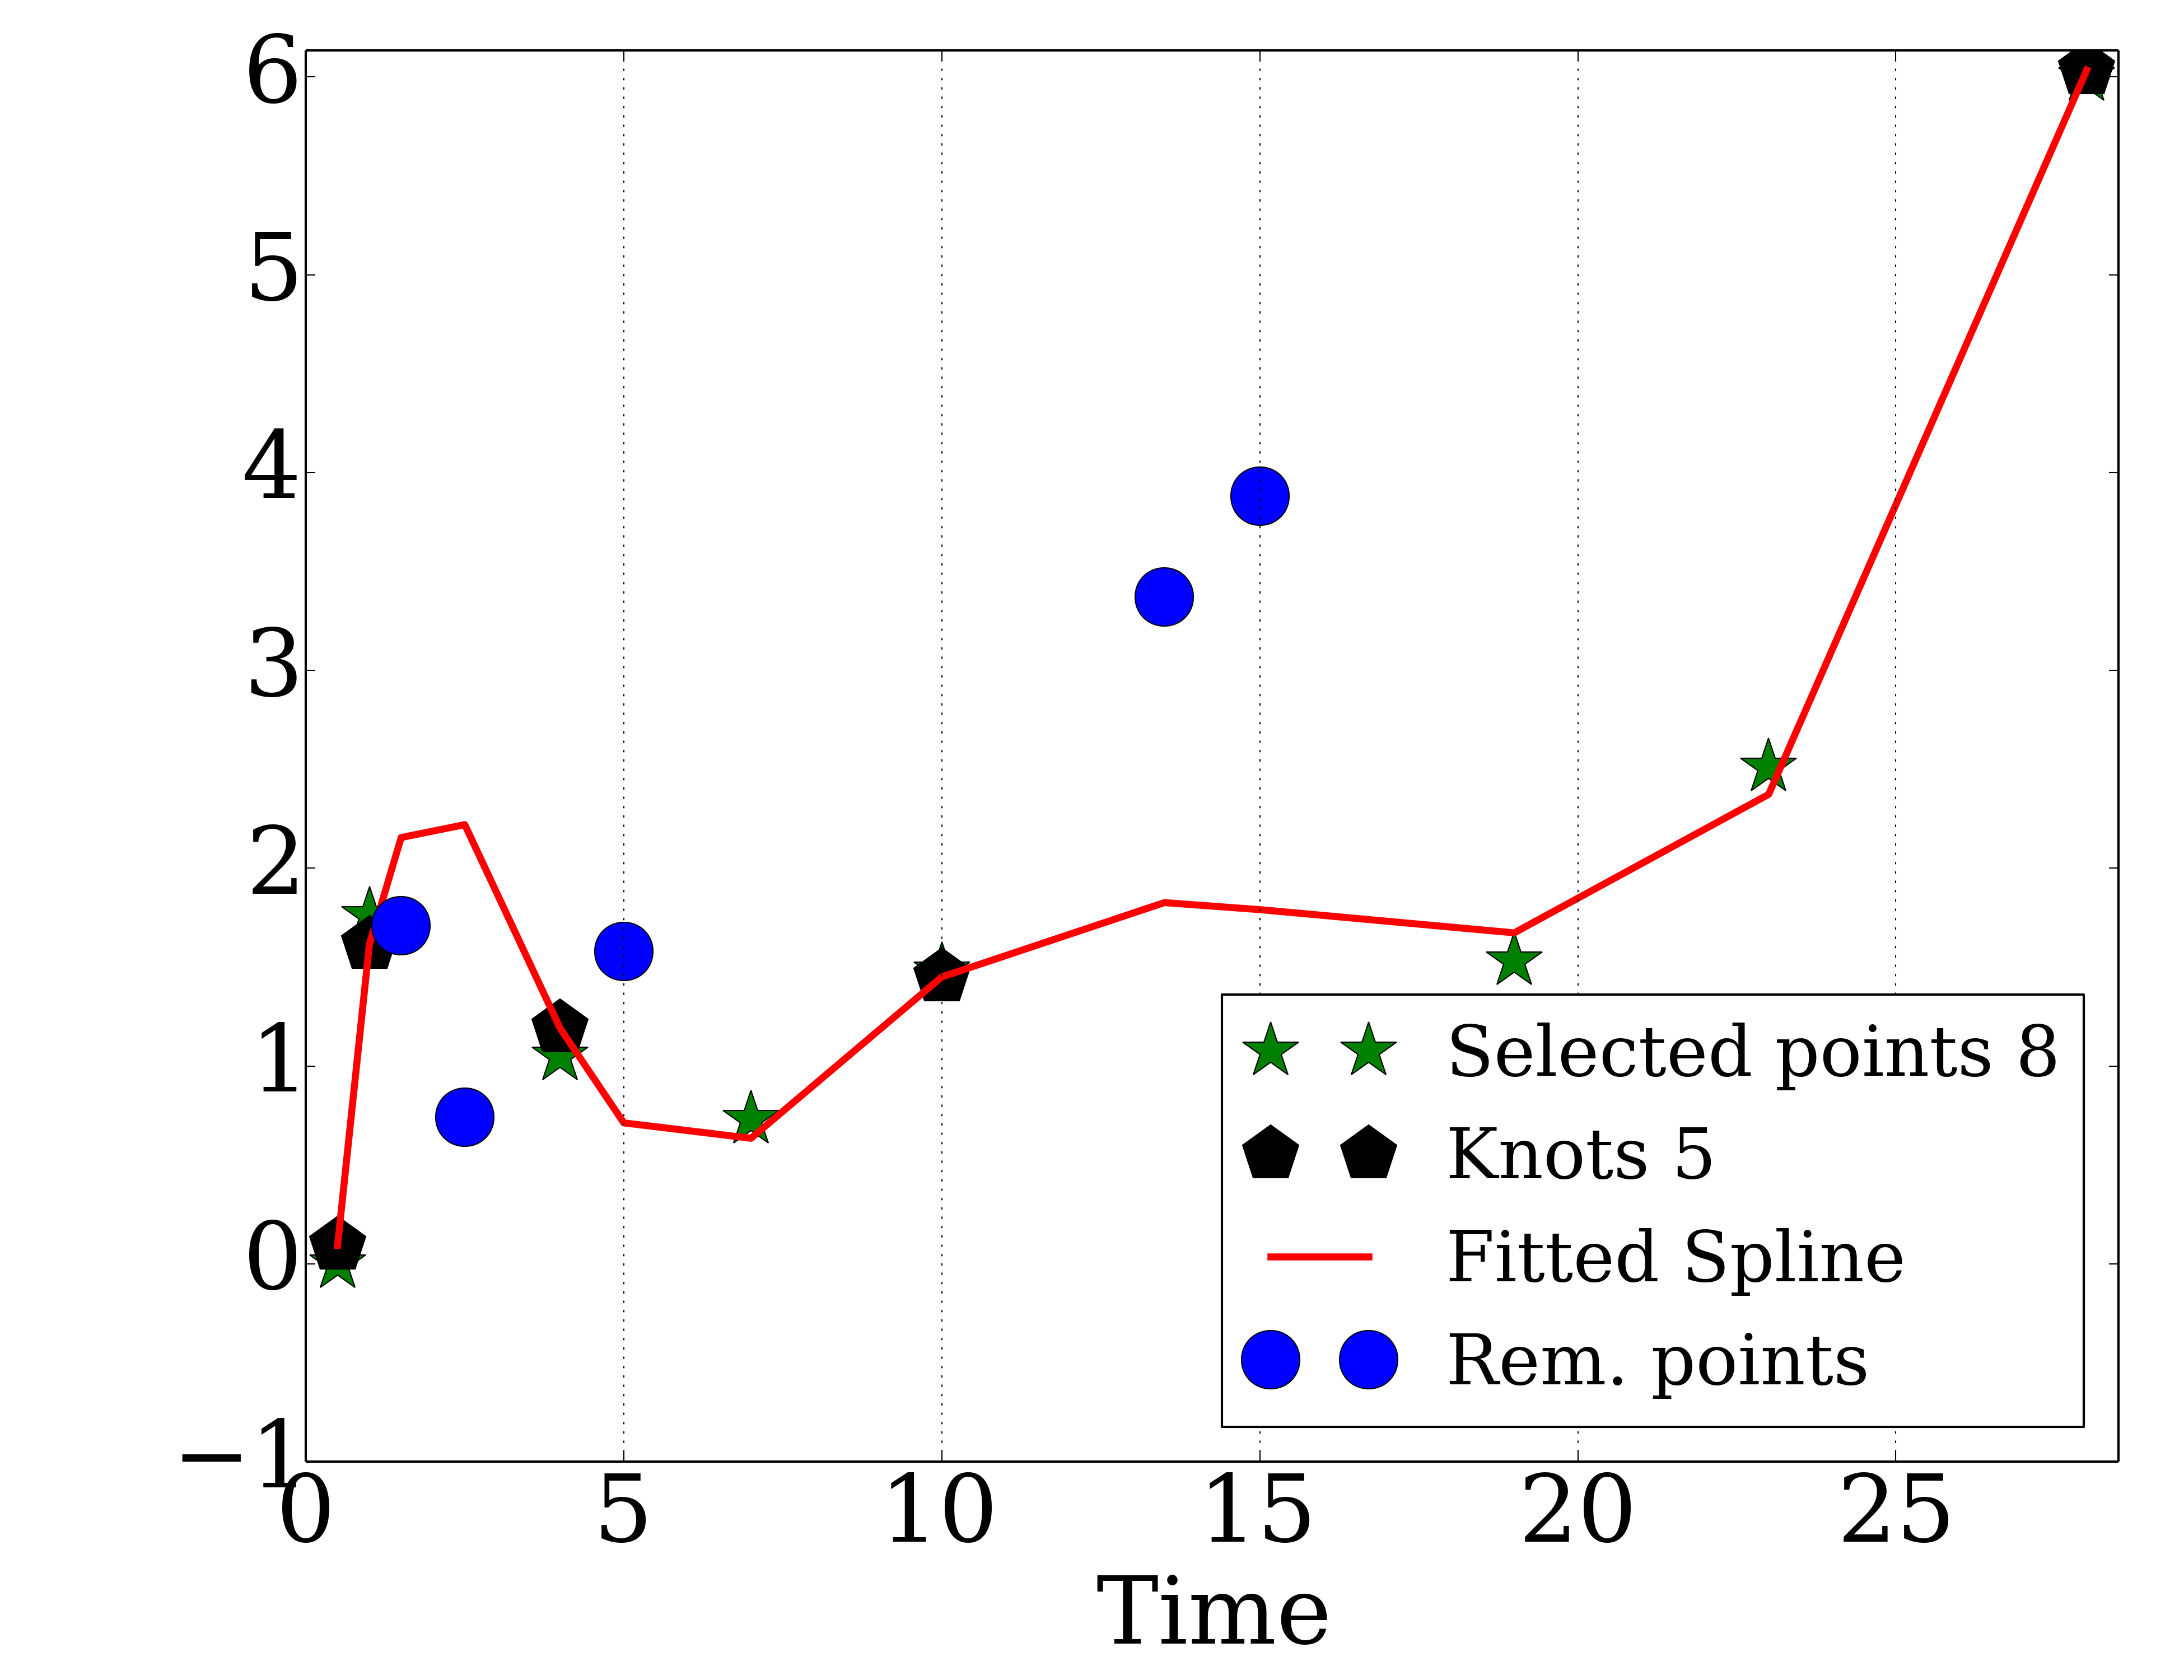 6
5
4
3
2
1
0
−1
0 5 10 15 20 25
Time
Selected points 8
Knots 5
Fitted Spline
Rem. points